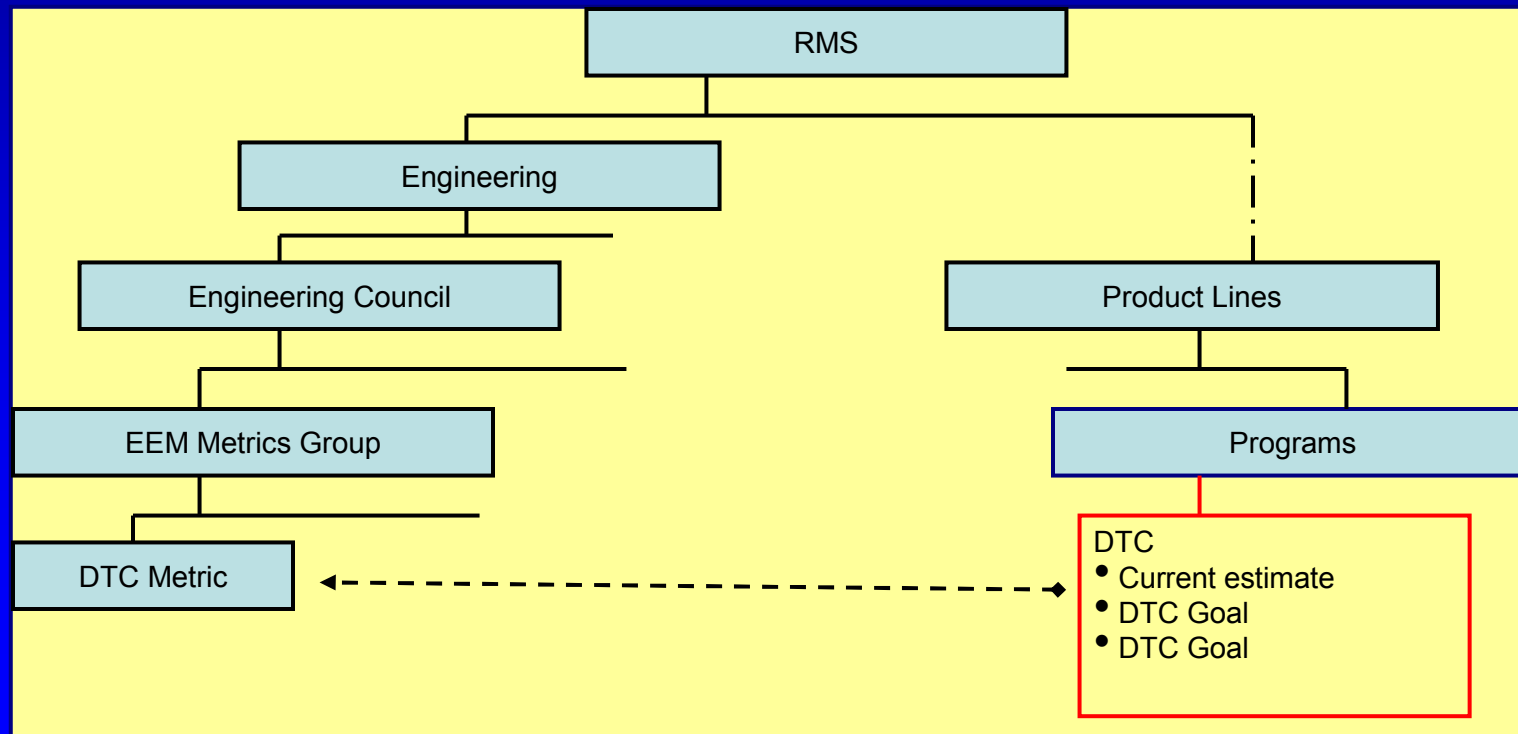 RMS
Engineering
Engineering Council
Product Lines
EEM Metrics Group
Programs
DTC Metric
DTC
• Current estimate
• DTC Goal
• DTC Goal